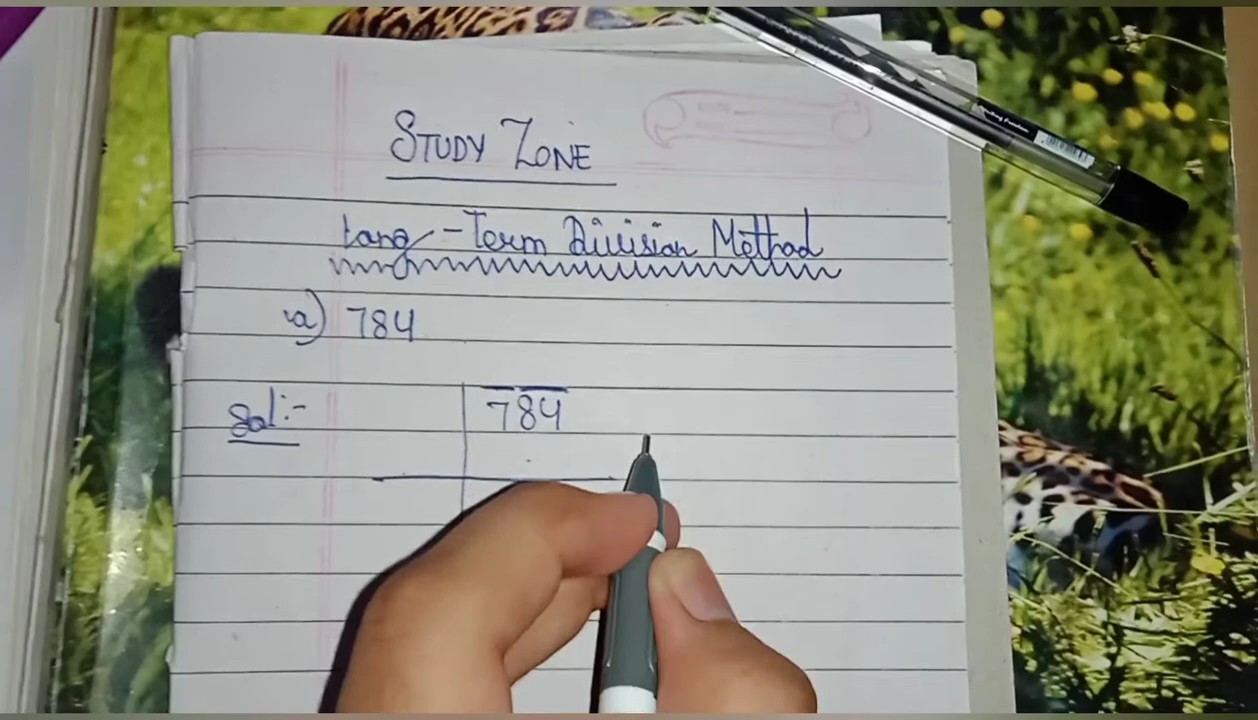 STUDY ZONE
Long-Term Division Method
a) 784
Sol:-
784